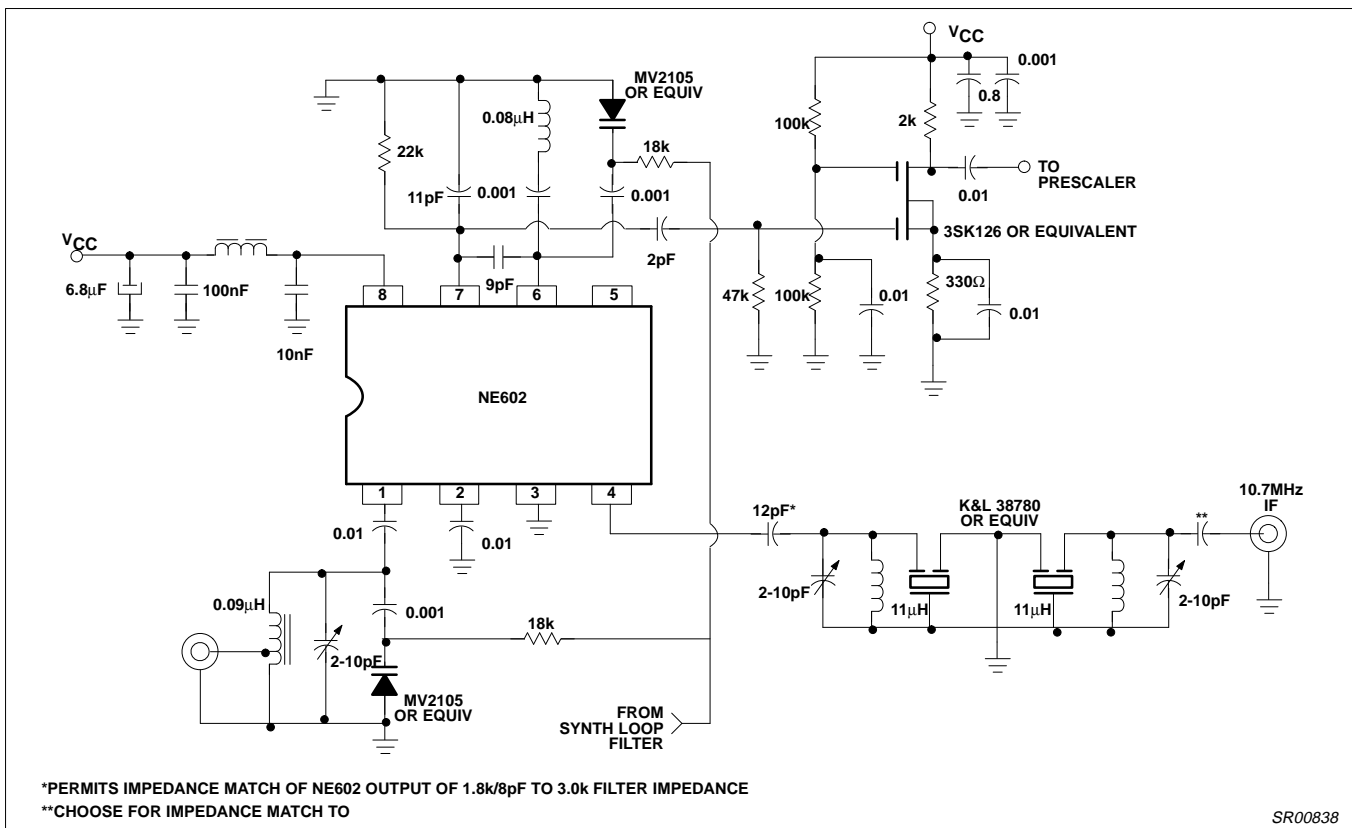 VCC
0.001
0.8
MV2105
OR EQUIV
0.08µH
100k
2k
22k
18k
11pF
0.001
0.001
TO
PRESCALER
0.01
3SK126 OR EQUIVALENT
VCC
2pF
9pF
6.8µF
100nF
10nF
8
7
6
5
47k
100k
0.01
330Ω
0.01
NE602
1
2
3
4
0.01
0.01
12pF*
K&L 38780
OR EQUIV
**
10.7MHz
IF
2-10pF
11µH
11µH
2-10pF
0.09µH
0.001
18k
2-10pF
MV2105
OR EQUIV
FROM
SYNTH LOOP
FILTER
*PERMITS IMPEDANCE MATCH OF NE602 OUTPUT OF 1.8k/8pF TO 3.0k FILTER IMPEDANCE
**CHOOSE FOR IMPEDANCE MATCH TO
SR00838